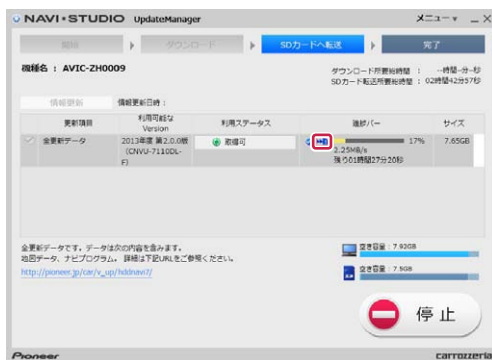 NAVI•STUDIO UpdateManager メニュー
開始 ダウンロード SDカードへ転送 完了
機種名 : AVIC-ZH0009
ダウンロード所要総時間 : --時間--分--秒
SDカード転送所要総時間 : 02時間42分57秒
情報更新 情報更新日時 :
更新項目 利用可能な Version 利用ステータス 進捗バー サイズ
全更新データ 2013年度 第2.0.0版 (CNVU-7110DL-F) 取得可 17% 7.65GB
2.25MB/s
残り01時間27分20秒
全更新データです。データは次の内容を含みます。
地図データ、ナビプログラム。 詳細は下記URLをご参照ください。
http://pioneer.jp/car/v_up/hddnavi7/
空き容量 : 7.92GB
空き容量 : 7.5GB
停止
Pioneer carrozzeria